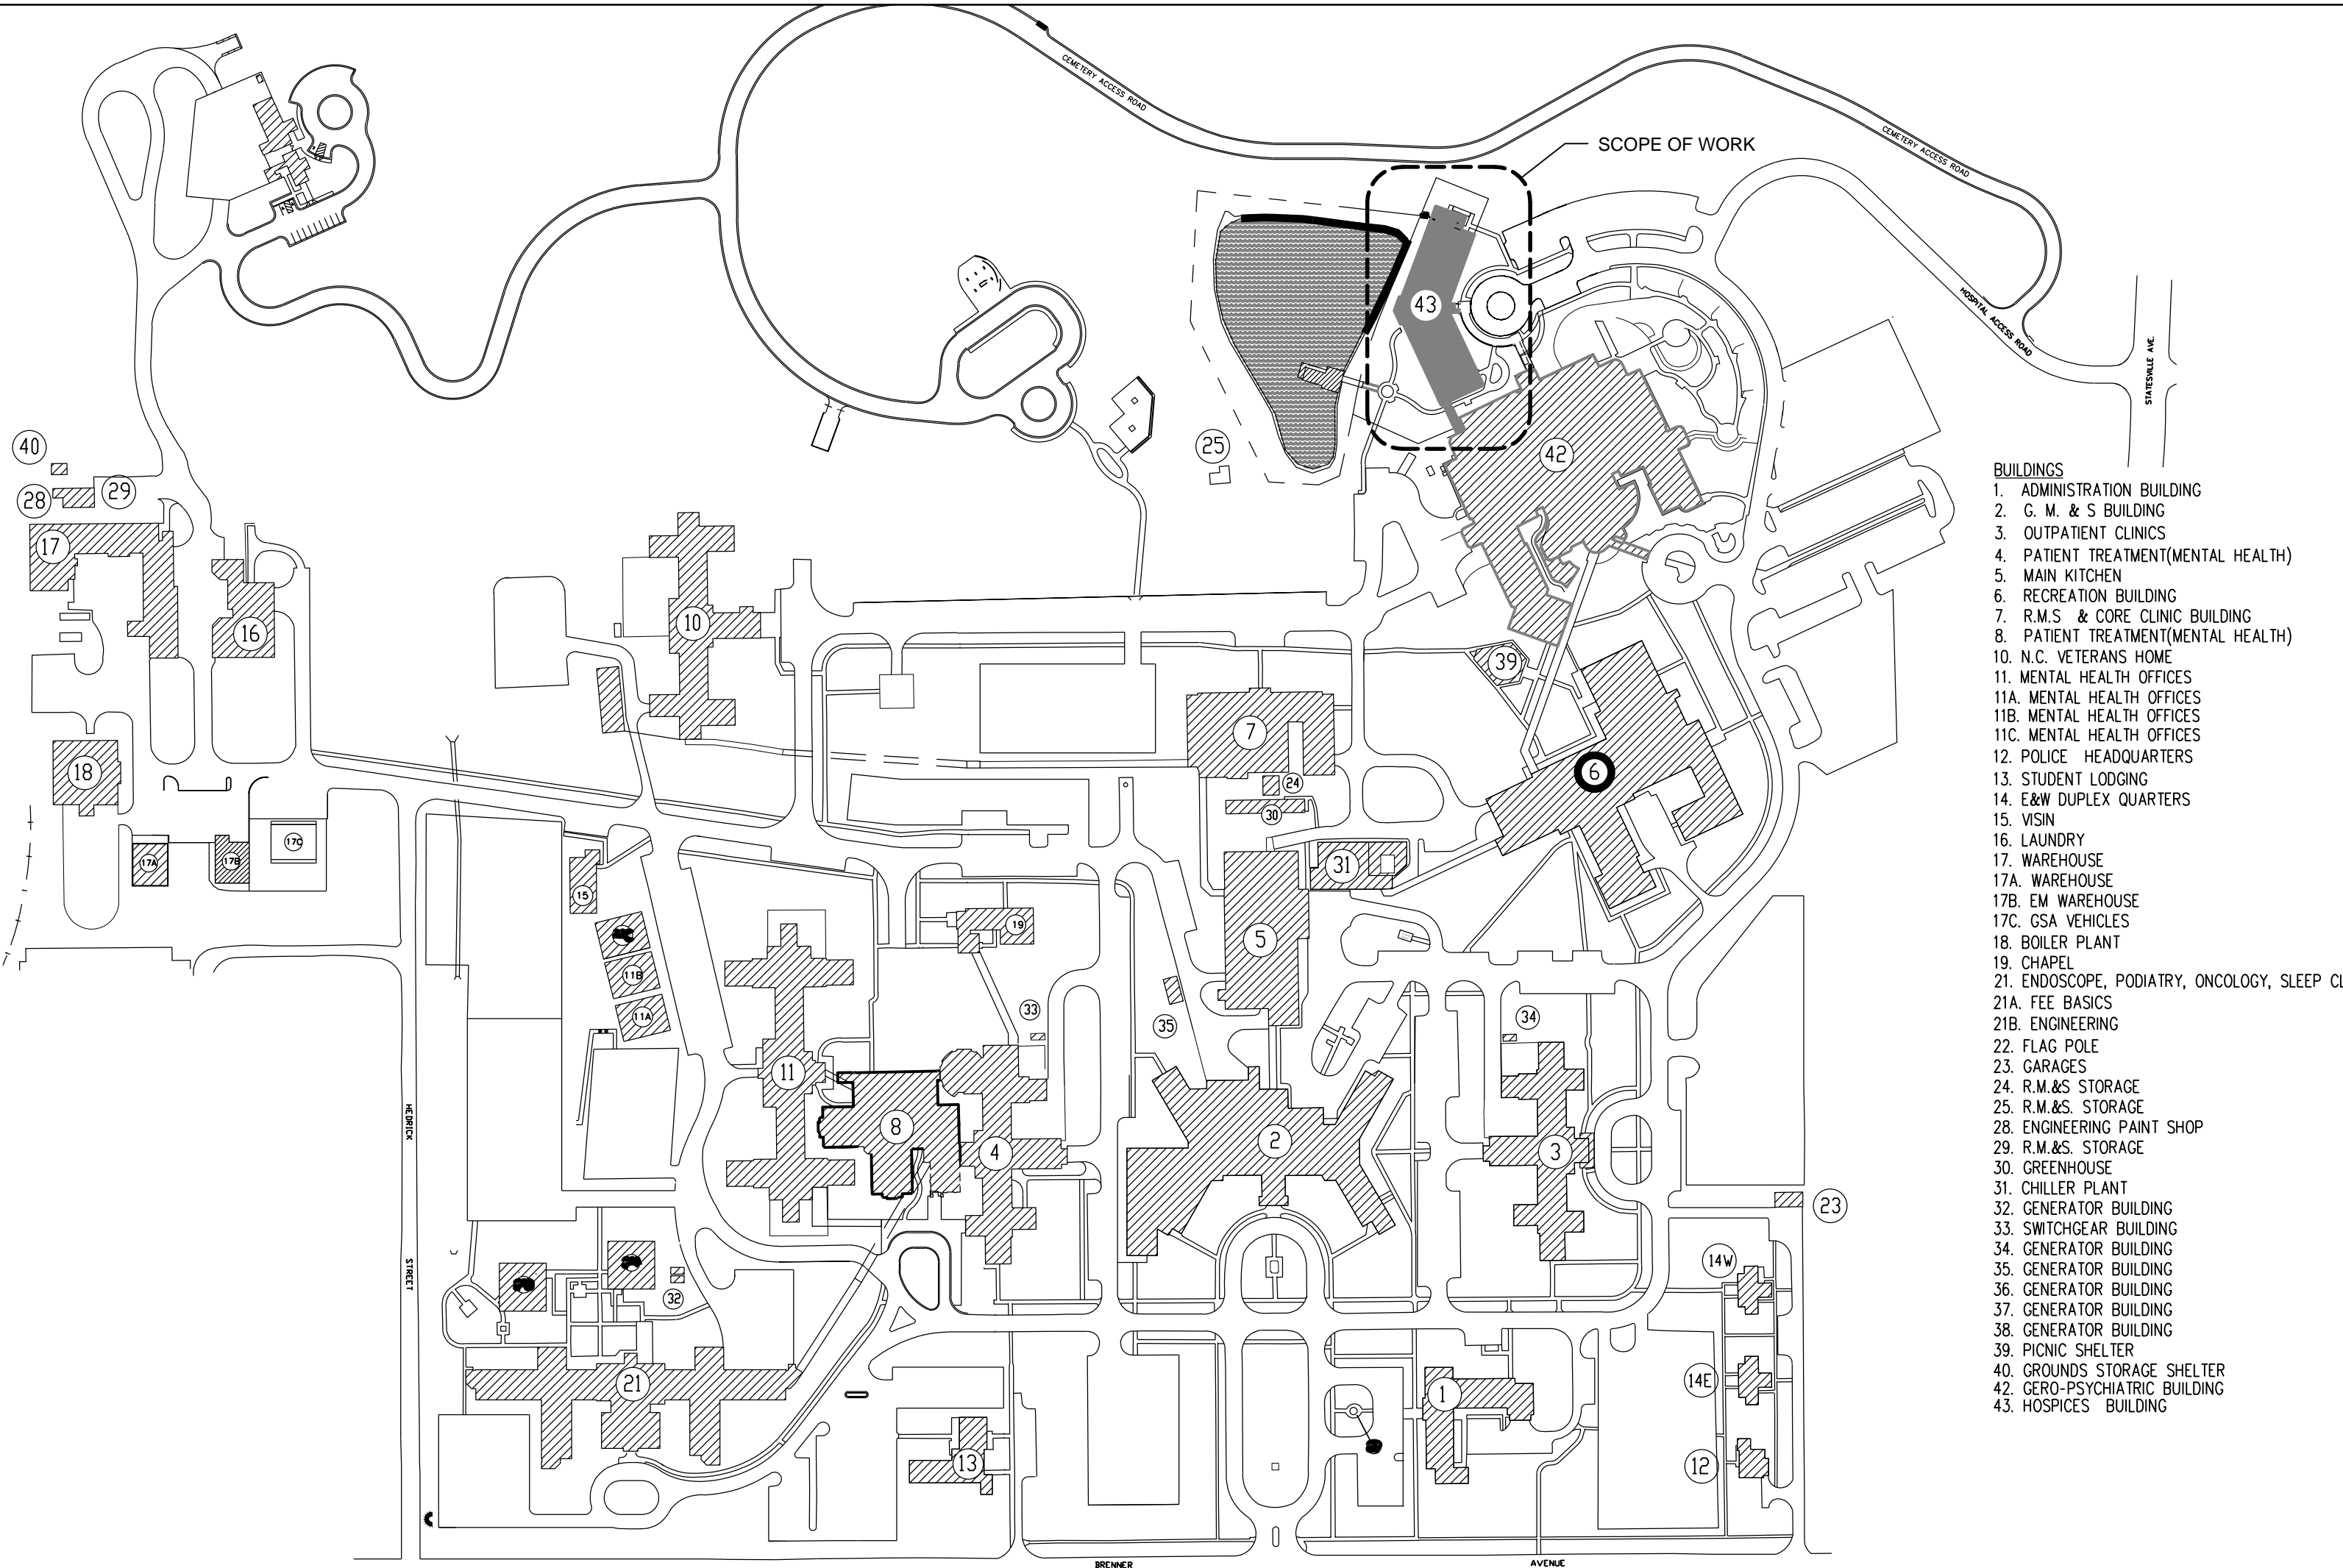 CEMETERY ACCESS ROAD
CEMETERY ACCESS ROAD
SCOPE OF WORK
HOSPITAL ACCESS ROAD
STATESVILLE AVE.
43
42
40
25
28
29
17
16
10
39
7
18
6
24
30
17A
17B
17C
31
15
19
5
11B
33
35
34
11A
11
8
4
2
3
23
HEDRICK
STREET
14W
32
21
1
14E
13
12
BRENNER
AVENUE
BUILDINGS
1. ADMINISTRATION BUILDING
2. G. M. & S BUILDING
3. OUTPATIENT CLINICS
4. PATIENT TREATMENT(MENTAL HEALTH)
5. MAIN KITCHEN
6. RECREATION BUILDING
7. R.M.S & CORE CLINIC BUILDING
8. PATIENT TREATMENT(MENTAL HEALTH)
10. N.C. VETERANS HOME
11. MENTAL HEALTH OFFICES
11A. MENTAL HEALTH OFFICES
11B. MENTAL HEALTH OFFICES
11C. MENTAL HEALTH OFFICES
12. POLICE HEADQUARTERS
13. STUDENT LODGING
14. E&W DUPLEX QUARTERS
15. VISIN
16. LAUNDRY
17. WAREHOUSE
17A. WAREHOUSE
17B. EM WAREHOUSE
17C. GSA VEHICLES
18. BOILER PLANT
19. CHAPEL
21. ENDOSCOPE, PODIATRY, ONCOLOGY, SLEEP CL
21A. FEE BASICS
21B. ENGINEERING
22. FLAG POLE
23. GARAGES
24. R.M.&S STORAGE
25. R.M.&S. STORAGE
28. ENGINEERING PAINT SHOP
29. R.M.&S. STORAGE
30. GREENHOUSE
31. CHILLER PLANT
32. GENERATOR BUILDING
33. SWITCHGEAR BUILDING
34. GENERATOR BUILDING
35. GENERATOR BUILDING
36. GENERATOR BUILDING
37. GENERATOR BUILDING
38. GENERATOR BUILDING
39. PICNIC SHELTER
40. GROUNDS STORAGE SHELTER
42. GERO-PSYCHIATRIC BUILDING
43. HOSPICES BUILDING